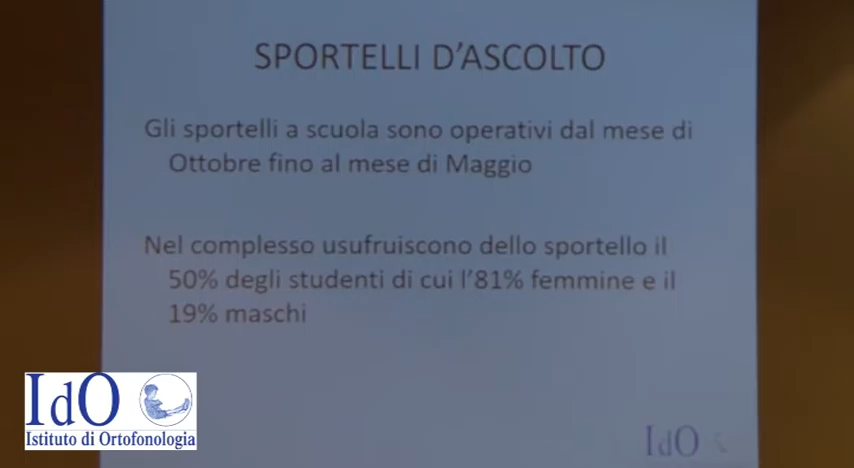 SPORTELLI D'ASCOLTO
Gli sportelli a scuola sono operativi dal mese di
Ottobre fino al mese di Maggio
Nel complesso usufruiscono dello sportello il
50% degli studenti di cui l'81% femmine e il
19% maschi
IdO
Istituto di Ortofonologia
IdO